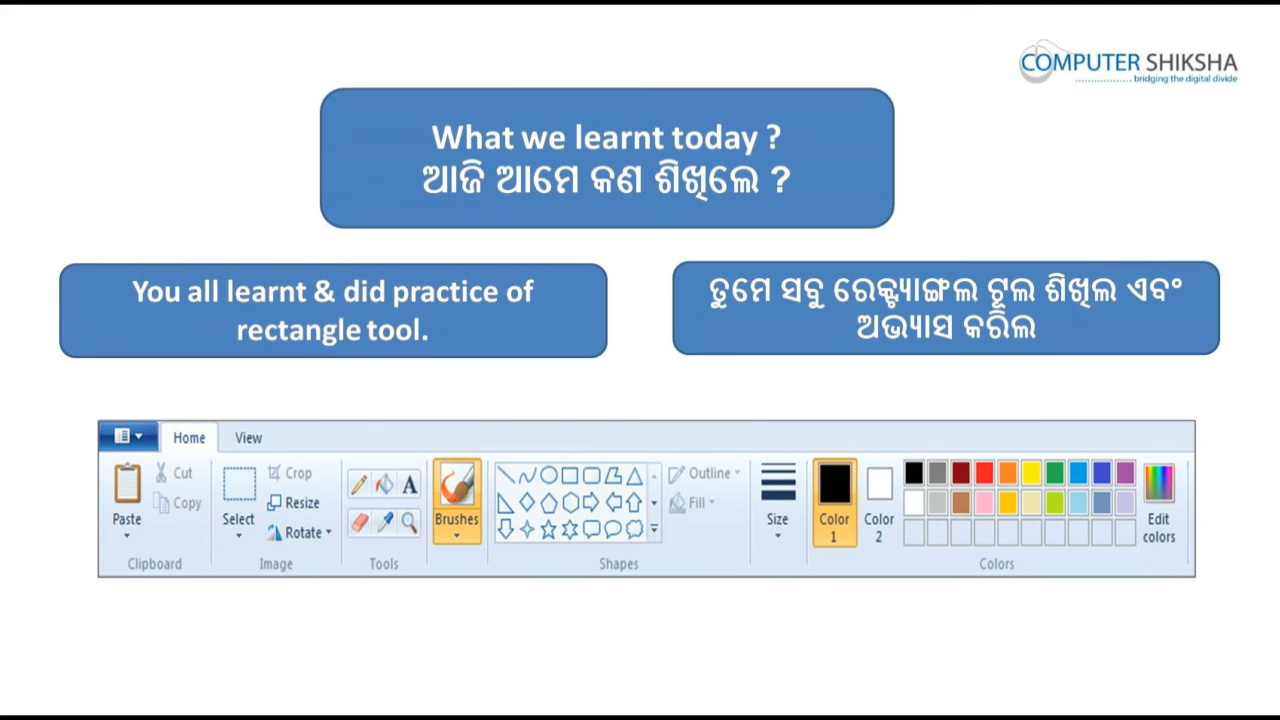 COMPUTER SHIKSHA
bridging the digital divide
What we learnt today ?
ଆଜି ଆମେ କଣ ଶିଖିଲେ ?
You all learnt & did practice of
rectangle tool.
ତୁମେ ସବୁ ରେକ୍ଟ୍ୟାଙ୍ଗଲ ଟୂଲ ଶିଖିଲ ଏବଂ
ଅଭ୍ୟାସ କରିଲ
Home View
Cut Crop Outline
Copy Resize Fill
Paste Select Rotate Brushes Size Color 1 Color 2 Edit colors
Clipboard Image Tools Shapes Colors